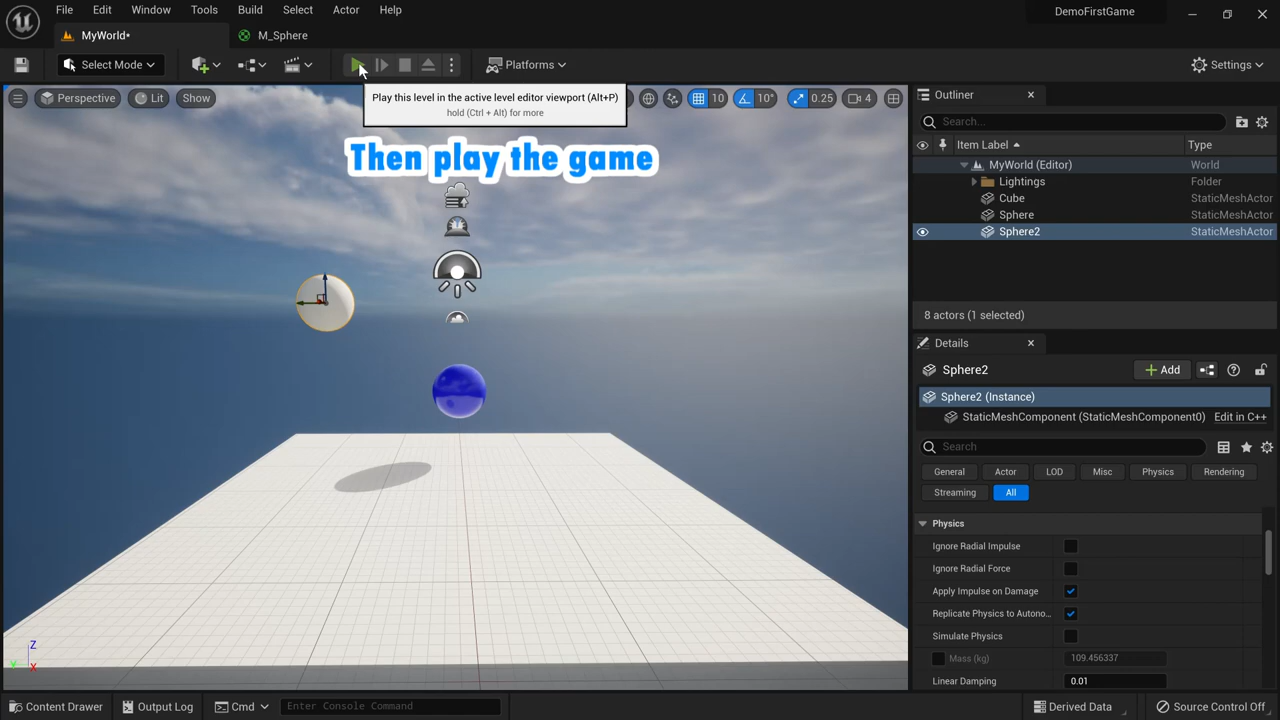 File Edit Window Tools Build Select Actor Help
DemoFirstGame
MyWorld*
M_Sphere
Select Mode
Platforms
Settings
Perspective Lit Show
10 10° 0.25 4
Play this level in the active level editor viewport (Alt+P)
hold (Ctrl + Alt) for more
Then play the game
Outliner
Search...
Item Label Type
MyWorld (Editor) World
Lightings Folder
Cube StaticMeshActor
Sphere StaticMeshActor
Sphere2 StaticMeshActor
8 actors (1 selected)
Details
Sphere2
Add
Sphere2 (Instance)
StaticMeshComponent (StaticMeshComponent0) Edit in C++
Search
General Actor LOD Misc Physics Rendering
Streaming All
Physics
Ignore Radial Impulse
Ignore Radial Force
Apply Impulse on Damage
Replicate Physics to Autono...
Simulate Physics
Mass (kg) 109.456337
Linear Damping 0.01
Z
Y
X
Content Drawer Output Log Cmd Enter Console Command Derived Data Source Control Off